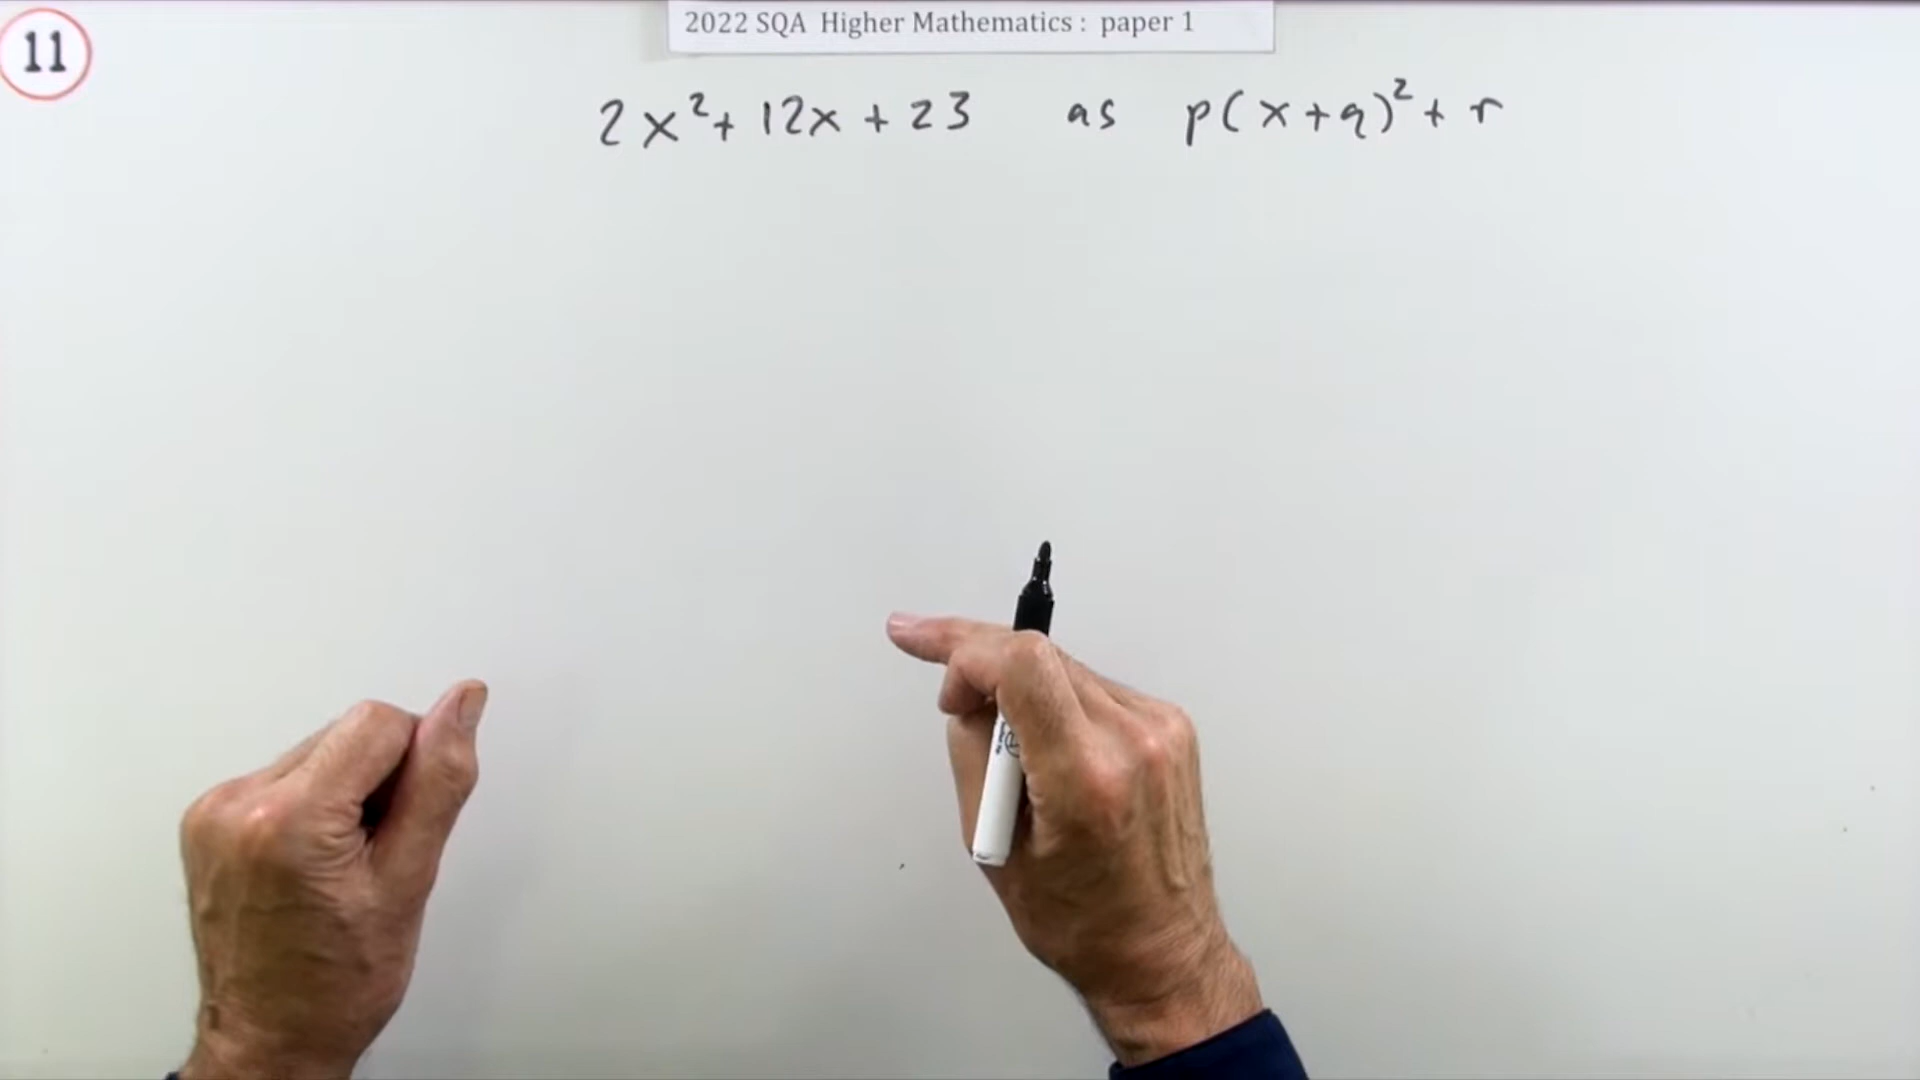 11
2022 SQA Higher Mathematics : paper 1
2x² + 12x + 23 as p(x+q)² + r